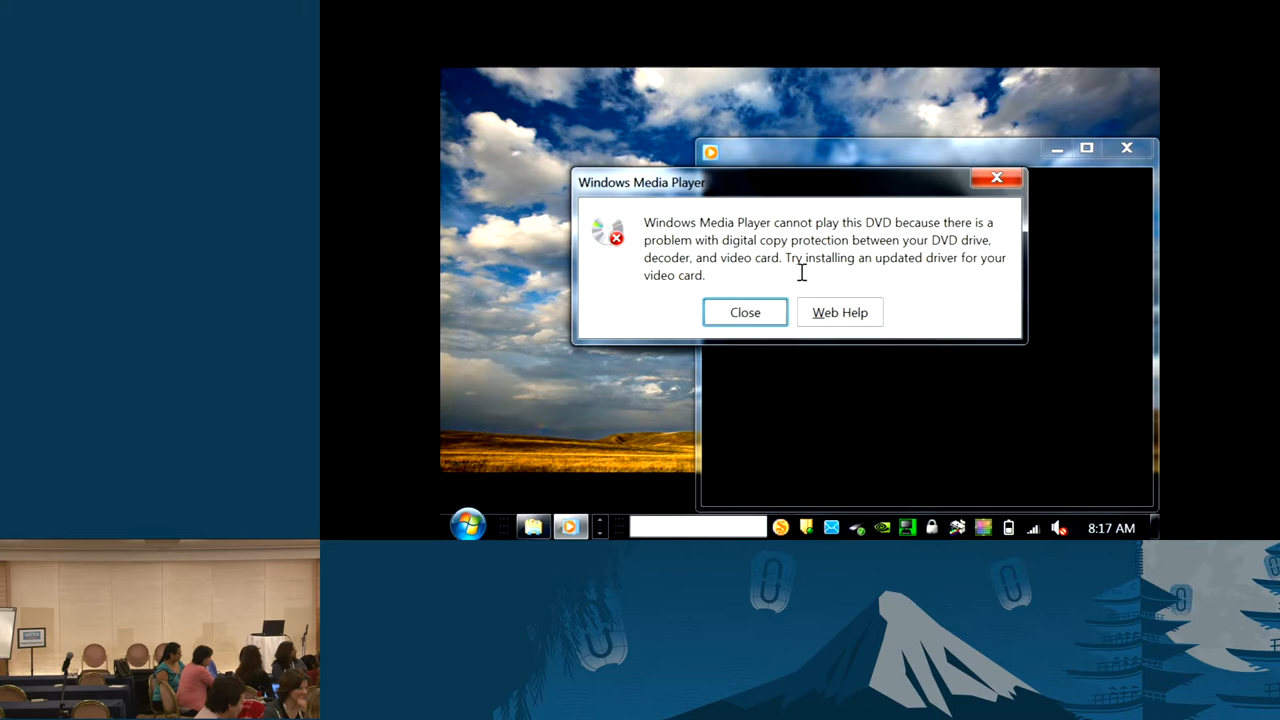 Windows Media Player
Windows Media Player cannot play this DVD because there is a
problem with digital copy protection between your DVD drive,
decoder, and video card. Try installing an updated driver for your
video card.
Close
Web Help
8:17 AM